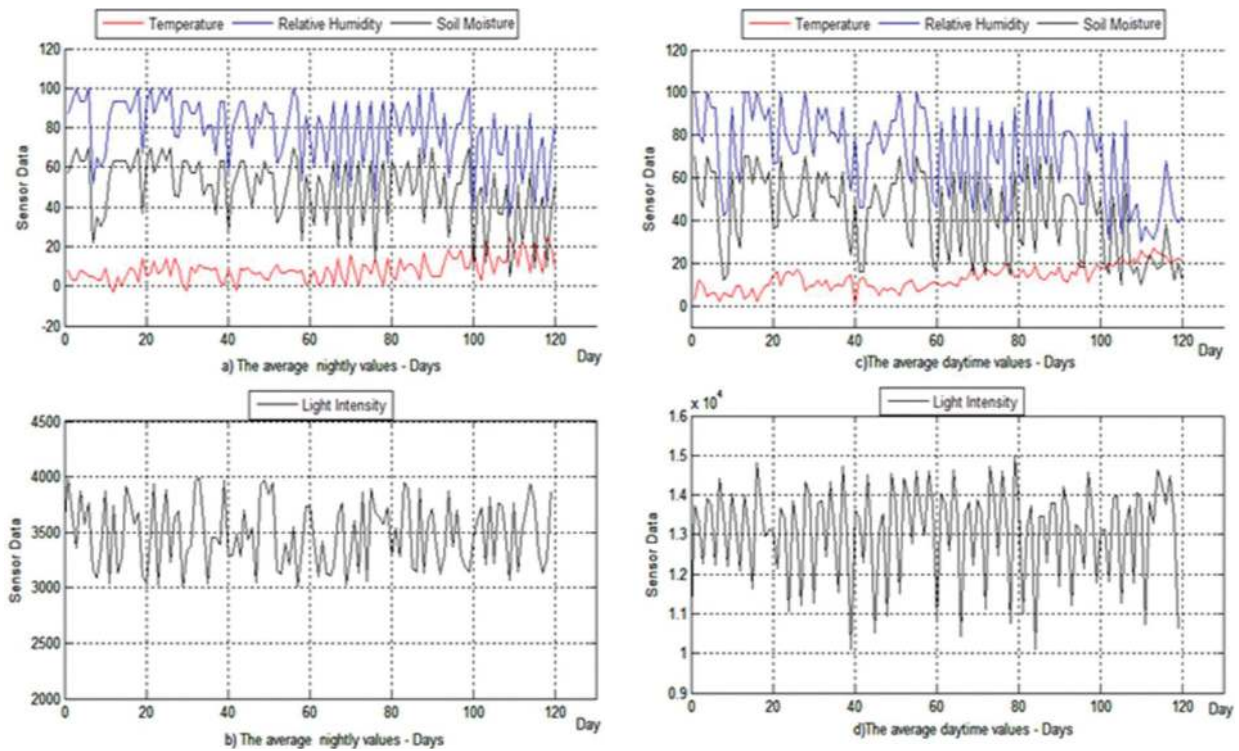 Temperature Relative Humidity Soil Moisture
120
100
80
60
40
20
0
-20
Sensor Data
0 20 40 60 80 100 120
Day
a) The average nightly values - Days
Temperature Relative Humidity Soil Moisture
120
100
80
60
40
20
0
Sensor Data
0 20 40 60 80 100 120
Day
c)The average daytime values - Days
Light Intensity
4500
4000
3500
3000
2500
2000
Sensor Data
0 20 40 60 80 100 120
Day
b) The average nightly values - Days
x 10⁴
Light Intensity
1.6
1.5
1.4
1.3
1.2
1.1
1
0.9
Sensor Data
0 20 40 60 80 100 120
Day
d)The average daytime values - Days